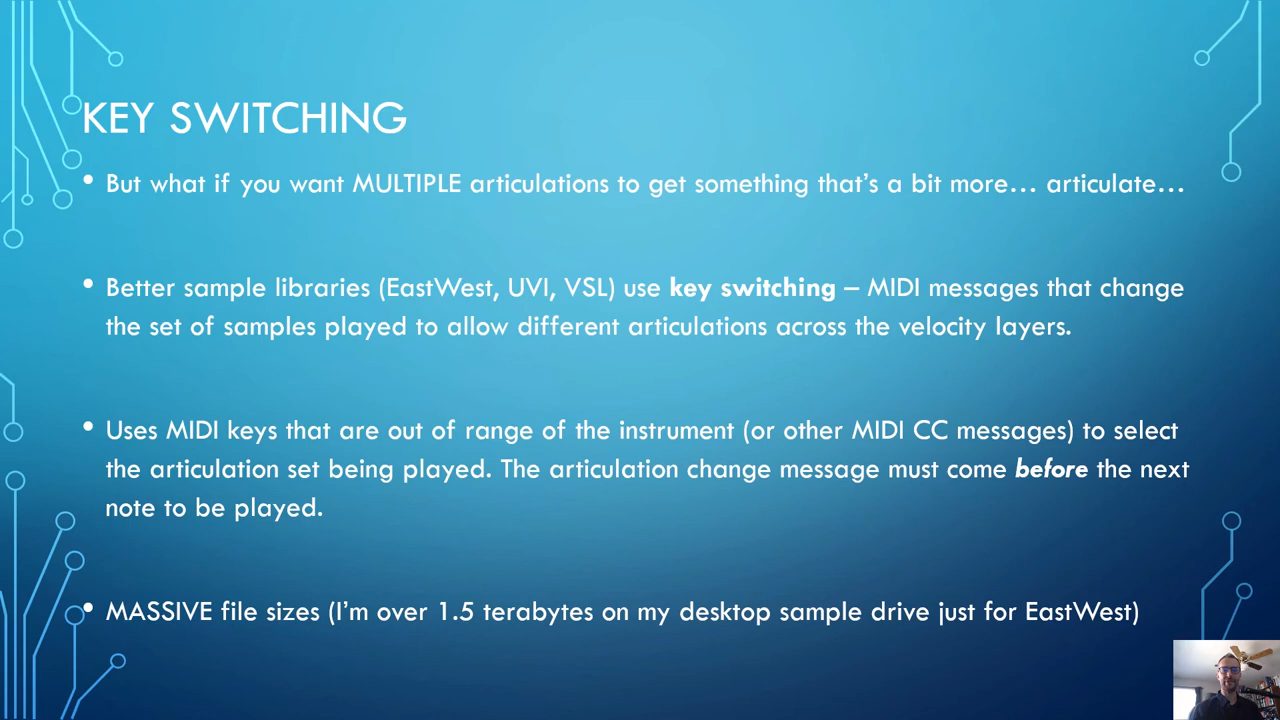 KEY SWITCHING
• But what if you want MULTIPLE articulations to get something that’s a bit more… articulate…
• Better sample libraries (EastWest, UVI, VSL) use key switching – MIDI messages that change
the set of samples played to allow different articulations across the velocity layers.
• Uses MIDI keys that are out of range of the instrument (or other MIDI CC messages) to select
the articulation set being played. The articulation change message must come before the next
note to be played.
• MASSIVE file sizes (I’m over 1.5 terabytes on my desktop sample drive just for EastWest)